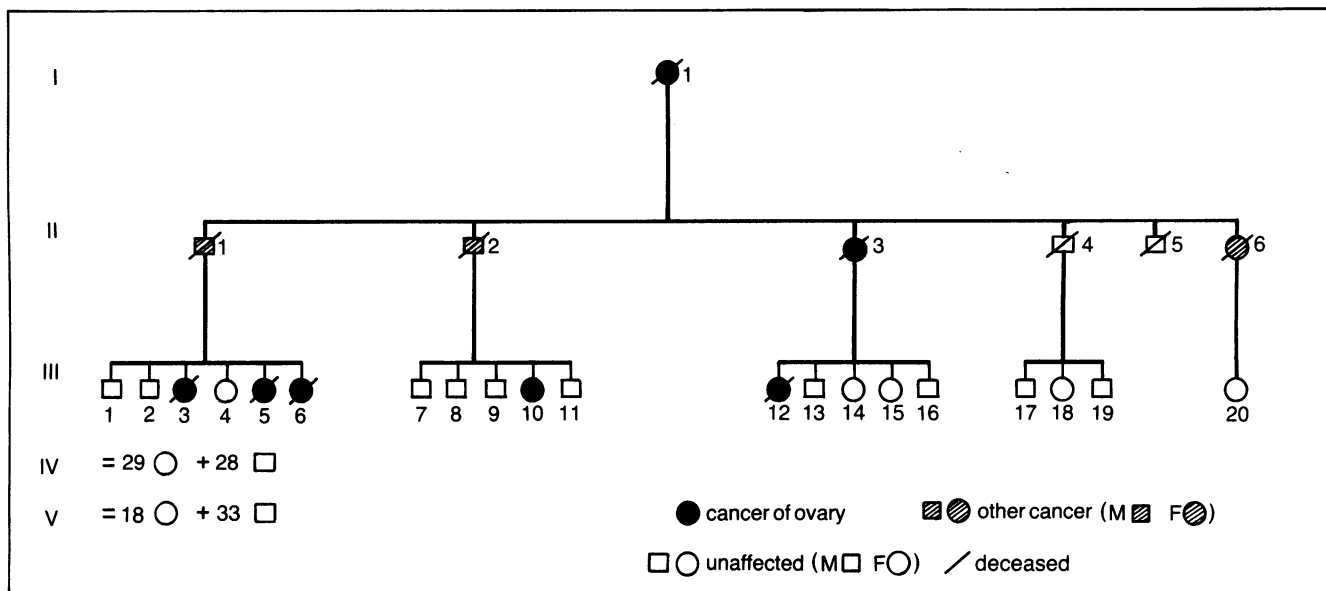 I
1
II
1 2 3 4 5 6
III
1 2 3 4 5 6 7 8 9 10 11 12 13 14 15 16 17 18 19 20
IV = 29 + 28
V = 18 + 33
cancer of ovary other cancer (M F )
unaffected (M F ) deceased